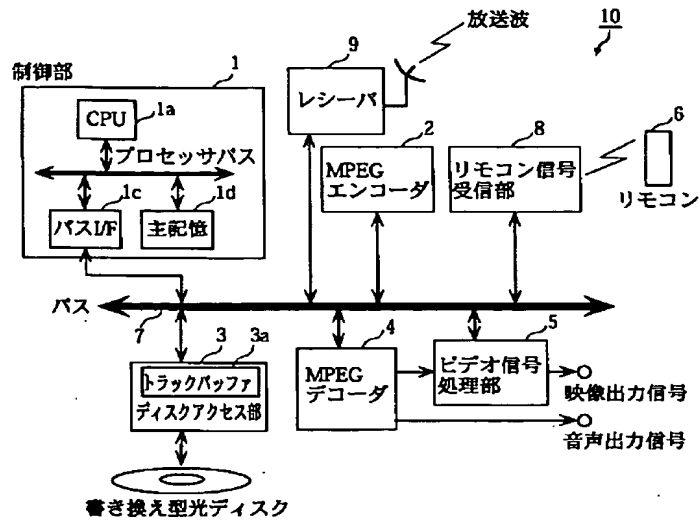 放送波
10
制御部
1
9
レシーバ
CPU
1a
プロセッサバス
1c
1d
バスI/F
主記憶
2
MPEG
エンコーダ
8
リモコン信号
受信部
6
リモコン
バス
7
3
3a
トラックバッファ
ディスクアクセス部
4
MPEG
デコーダ
5
ビデオ信号
処理部
映像出力信号
音声出力信号
書き換え型光ディスク